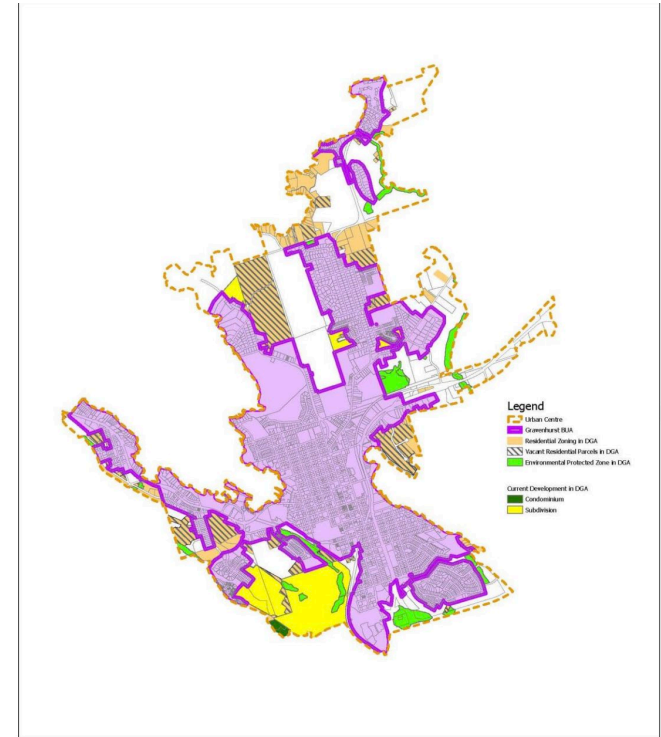 Legend
Urban Centre
Gravenhurst BUA
Residential Zoning in DGA
Vacant Residential Parcels in DGA
Environmental Protected Zone in DGA
Current Development in DGA
Condominium
Subdivision